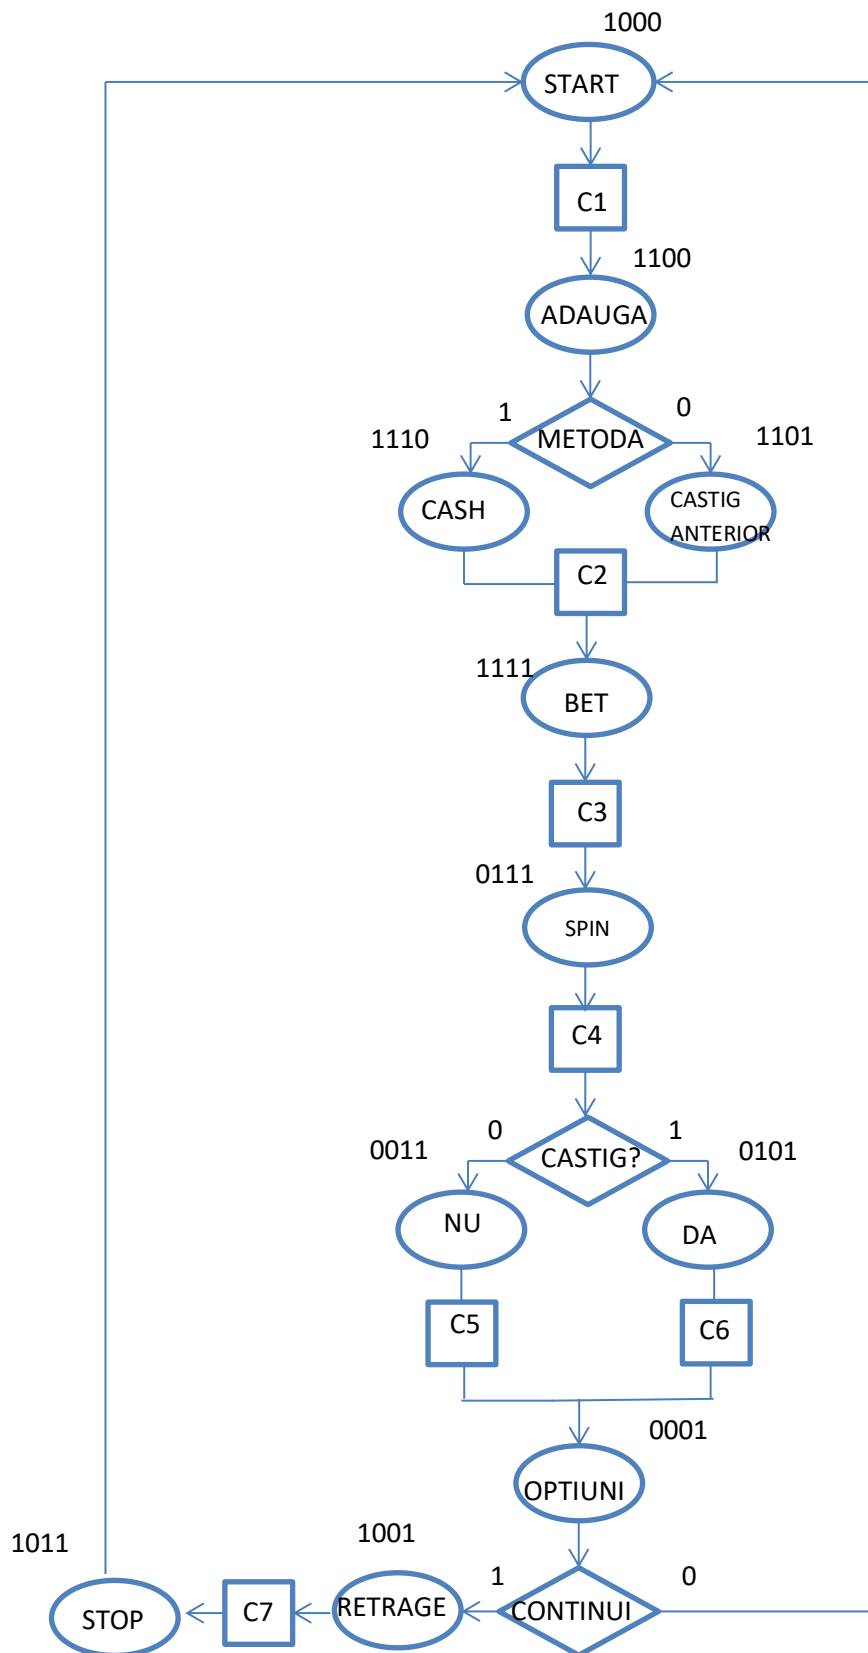 1000
START
C1
1100
ADAUGA
1 0
1110 METODA 1101
CASH
CASTIG
ANTERIOR
C2
1111
BET
C3
0111
SPIN
C4
0 1
0011 CASTIG? 0101
NU DA
C5 C6
0001
OPTIUNI
1011 1001 1 0
STOP C7 RETRAGE CONTINUI